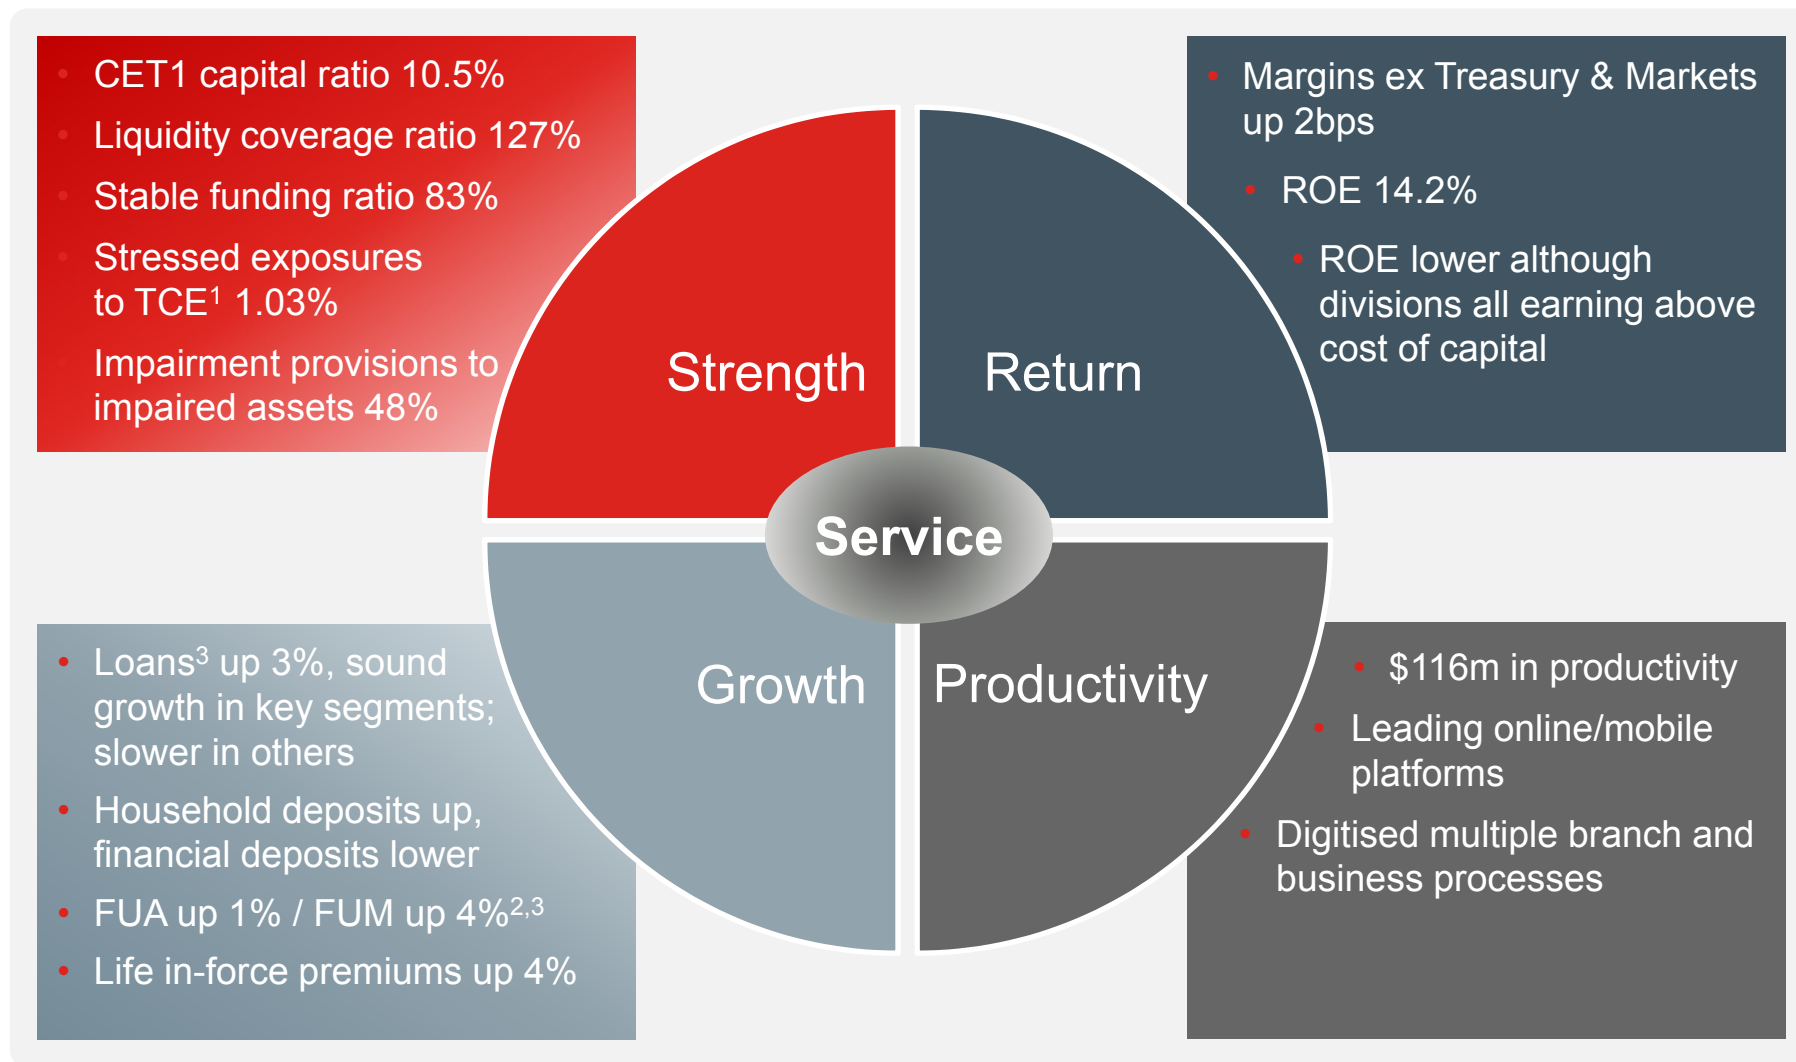 • CET1 capital ratio 10.5%
• Liquidity coverage ratio 127%
• Stable funding ratio 83%
• Stressed exposures
to TCE¹ 1.03%
Impairment provisions to
impaired assets 48%
• Margins ex Treasury & Markets
up 2bps
• ROE 14.2%
• ROE lower although
divisions all earning above
cost of capital
Strength
Return
Service
Growth
Productivity
• Loans³ up 3%, sound
growth in key segments;
slower in others
• Household deposits up,
financial deposits lower
• FUA up 1% / FUM up 4%²,³
• Life in-force premiums up 4%
• $116m in productivity
• Leading online/mobile
platforms
• Digitised multiple branch and
business processes